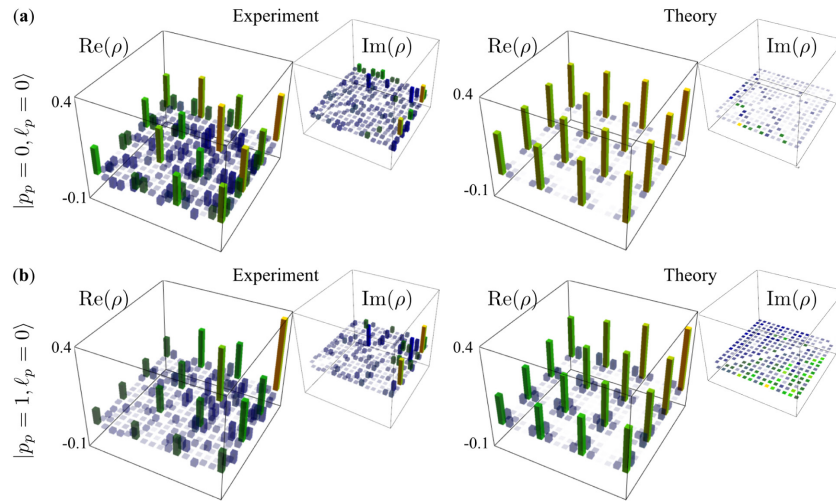 (a) Experiment Theory
Re(ρ) Im(ρ) Re(ρ) Im(ρ)
|p_p = 0, ℓ_p = 0⟩
0.4 0.4
-0.1 -0.1
(b) Experiment Theory
Re(ρ) Im(ρ) Re(ρ) Im(ρ)
|p_p = 1, ℓ_p = 0⟩
0.4 0.4
-0.1 -0.1